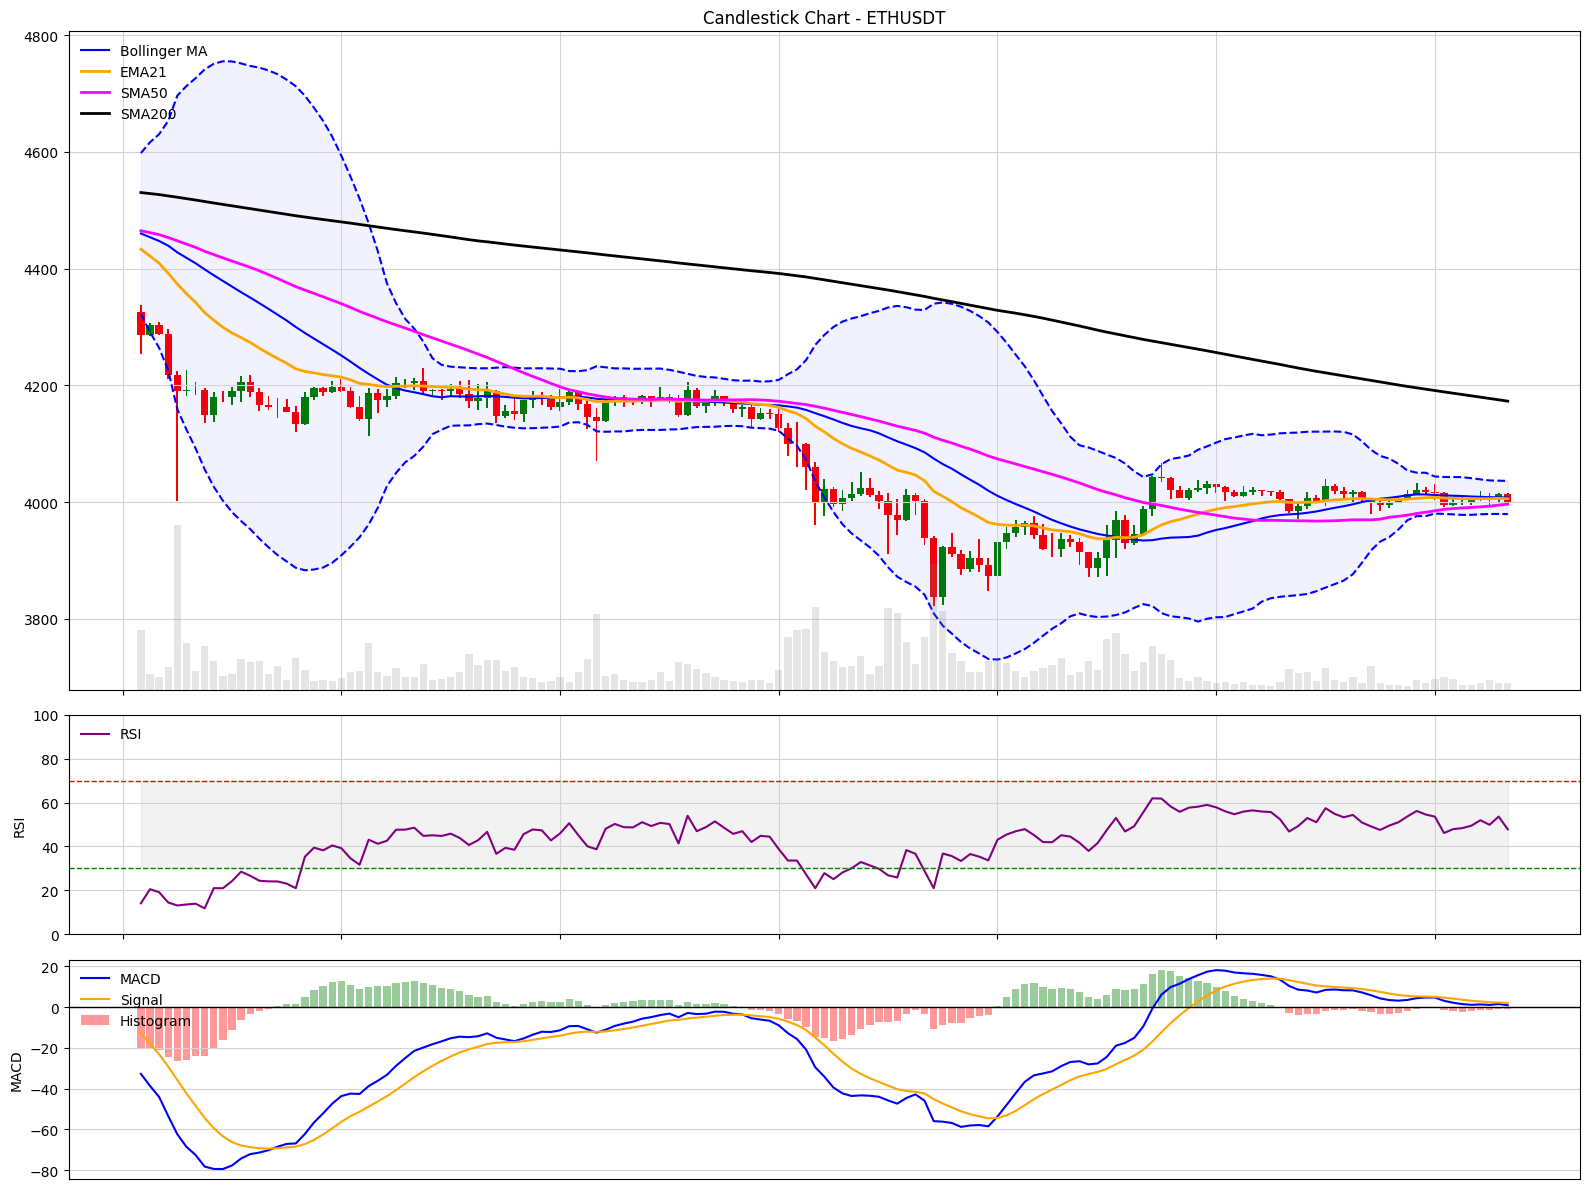 Candlestick Chart - ETHUSDT
4800
4600
4400
4200
4000
3800
Bollinger MA
EMA21
SMA50
SMA200
100
80
60
40
20
0
RSI
RSI
20
0
−20
−40
−60
−80
MACD
MACD
Signal
Histogram